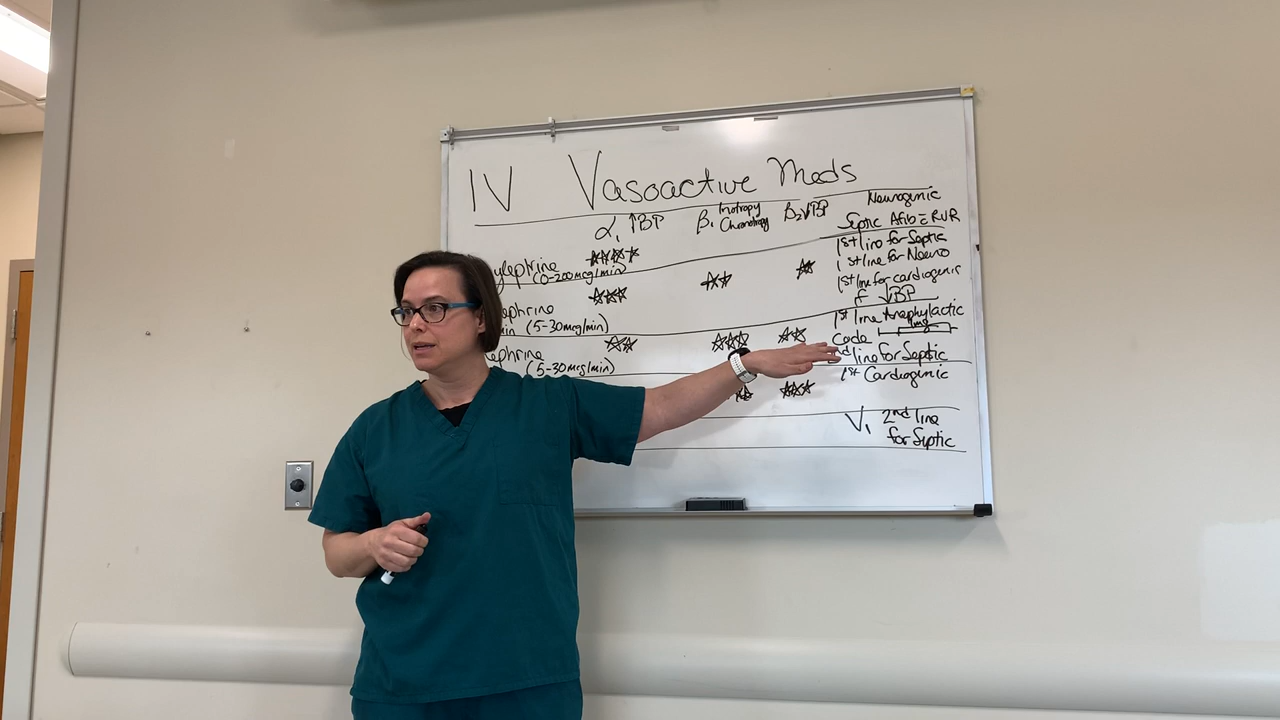 IV Vasoactive Meds
α₁ ↑BP β₁ Inotropy Chronotropy β₂ ↓BP
Neurogenic
Septic Afib c̄ RVR
ylephrine
(0-200mcg/min)
1st line for Septic
1st line for Neuro
1st line for cardiogenic
if ↓BP
ephrine
(5-30mcg/min)
1st line Anaphylactic
1mg
Code
line for Septic
ephrine
(5-30mcg/min)
1st Cardiogenic
V₁ 2nd line
for Septic